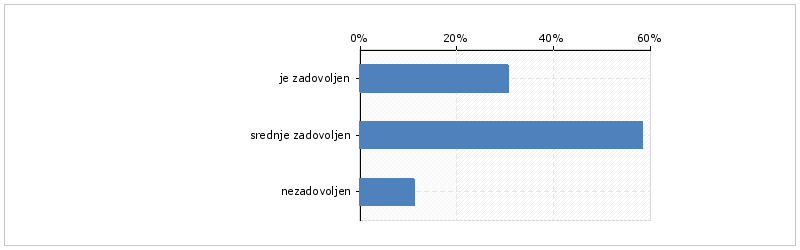 0% 20% 40% 60%
je zadovoljen
srednje zadovoljen
nezadovoljen